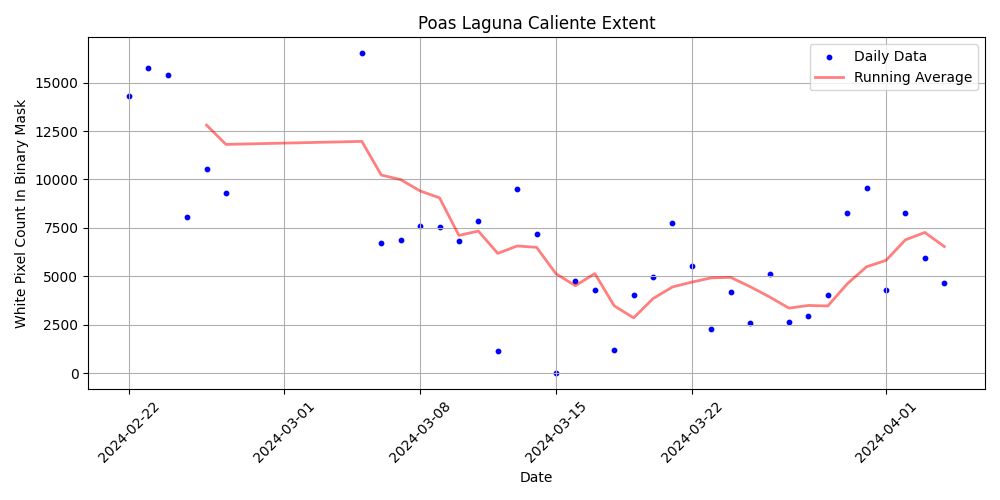 Poas Laguna Caliente Extent
Daily Data
Running Average
White Pixel Count In Binary Mask
15000
12500
10000
7500
5000
2500
0
2024-02-22
2024-03-01
2024-03-08
2024-03-15
2024-03-22
2024-04-01
Date